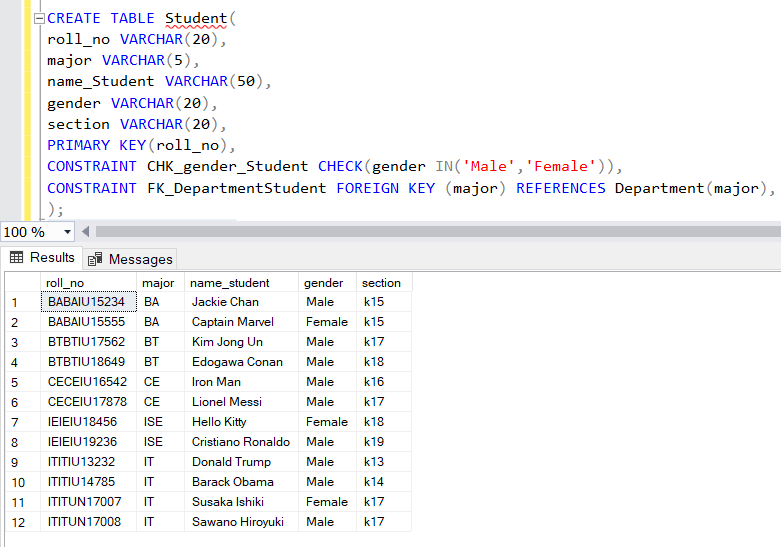 CREATE TABLE Student(
roll_no VARCHAR(20),
major VARCHAR(5),
name_Student VARCHAR(50),
gender VARCHAR(20),
section VARCHAR(20),
PRIMARY KEY(roll_no),
CONSTRAINT CHK_gender_Student CHECK(gender IN('Male','Female')),
CONSTRAINT FK_DepartmentStudent FOREIGN KEY (major) REFERENCES Department(major),
);
100 %
Results Messages
roll_no major name_student gender section
1 BABAIU15234 BA Jackie Chan Male k15
2 BABAIU15555 BA Captain Marvel Female k15
3 BTBTIU17562 BT Kim Jong Un Male k17
4 BTBTIU18649 BT Edogawa Conan Male k18
5 CECEIU16542 CE Iron Man Male k16
6 CECEIU17878 CE Lionel Messi Male k17
7 IEIEIU18456 ISE Hello Kitty Female k18
8 IEIEIU19236 ISE Cristiano Ronaldo Male k19
9 ITITIU13232 IT Donald Trump Male k13
10 ITITIU14785 IT Barack Obama Male k14
11 ITITUN17007 IT Susaka Ishiki Female k17
12 ITITUN17008 IT Sawano Hiroyuki Male k17